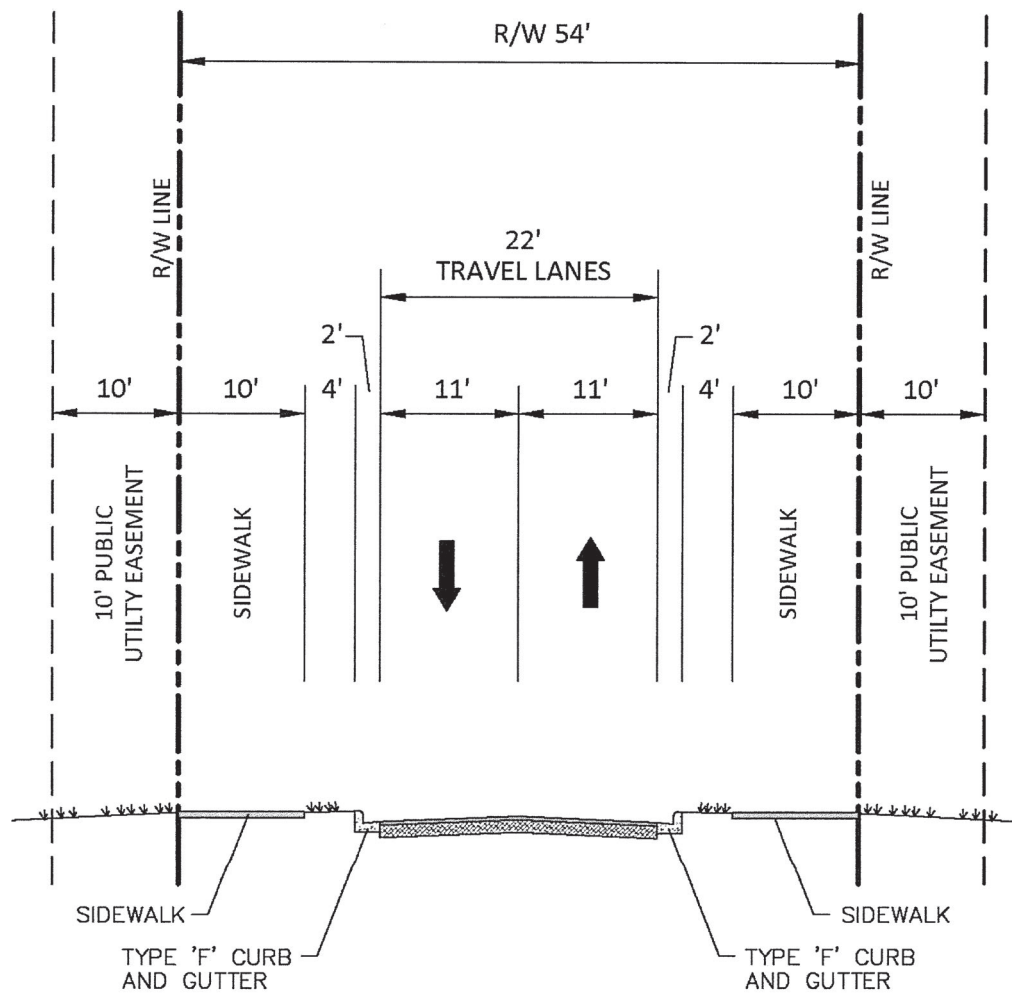 R/W 54'
R/W LINE
R/W LINE
22'
TRAVEL LANES
2'
2'
10'
10'
4'
11'
11'
4'
10'
10'
10' PUBLIC
UTILTY EASEMENT
SIDEWALK
SIDEWALK
10' PUBLIC
UTILTY EASEMENT
SIDEWALK
SIDEWALK
TYPE 'F' CURB
AND GUTTER
TYPE 'F' CURB
AND GUTTER